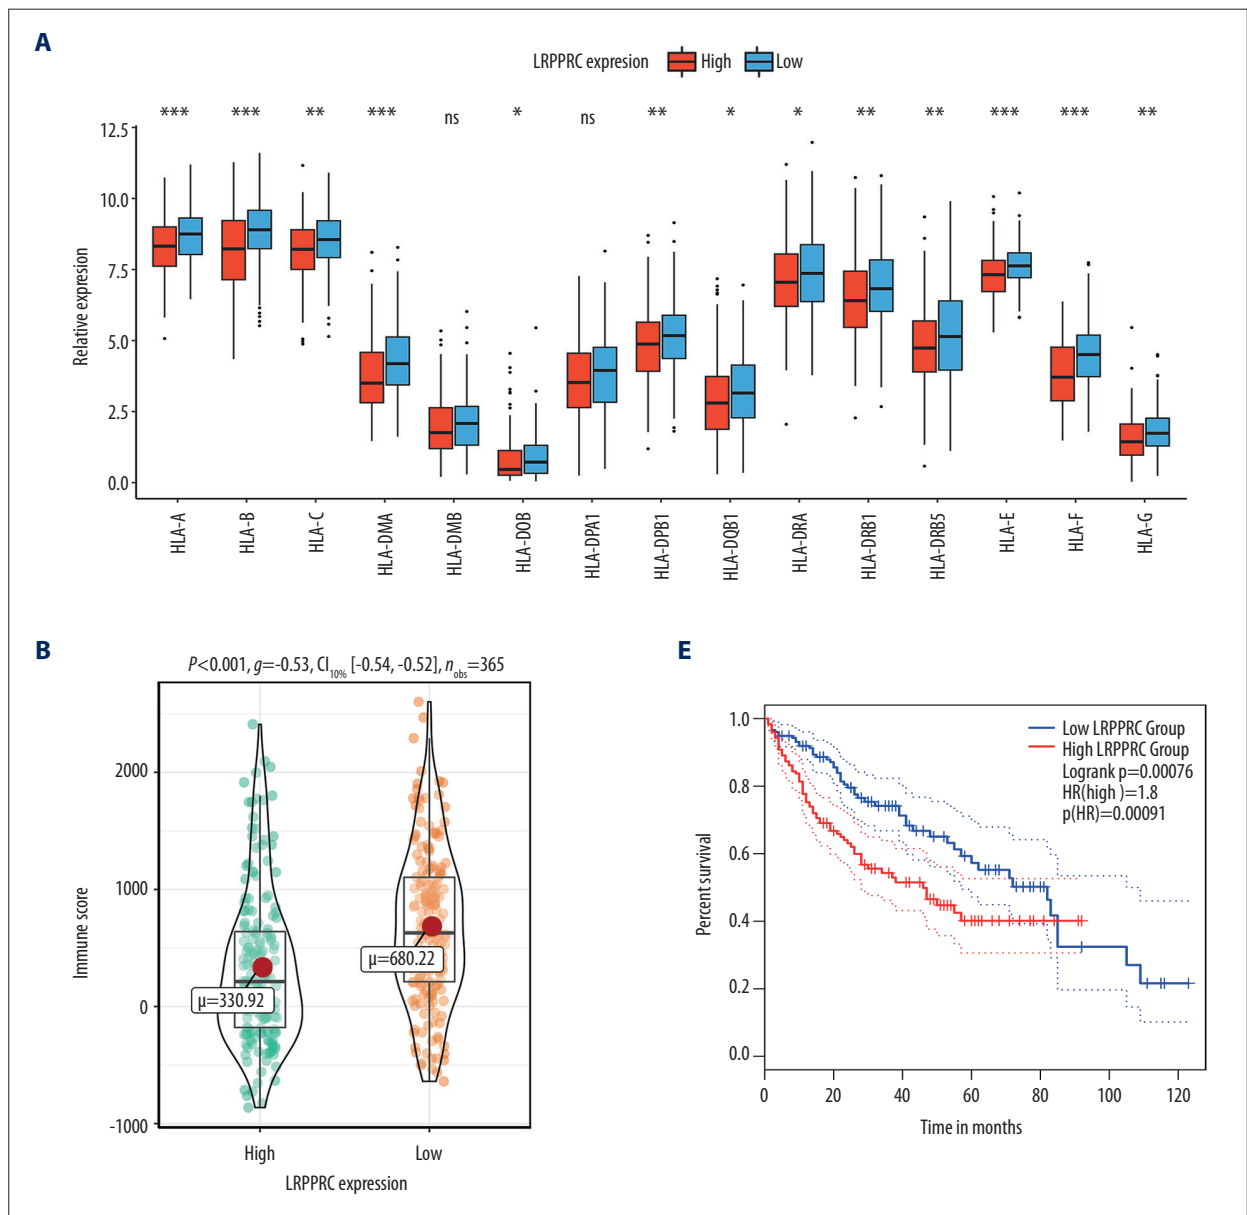 A
LRPPRC expresion High Low
*** *** ** *** ns * ns ** * * ** ** *** *** **
Relative expresion
12.5
10.0
7.5
5.0
2.5
0.0
HLA-A HLA-B HLA-C HLA-DMA HLA-DMB HLA-DOB HLA-DPA1 HLA-DPB1 HLA-DQB1 HLA-DRA HLA-DRB1 HLA-DRB5 HLA-E HLA-F HLA-G
B
P<0.001, g=-0.53, CI10% [-0.54, -0.52], nobs=365
Immune score
2000
1000
0
-1000
μ=330.92
μ=680.22
High Low
LRPPRC expression
E
Low LRPPRC Group
High LRPPRC Group
Logrank p=0.00076
HR(high )=1.8
p(HR)=0.00091
Percent survival
1.0
0.8
0.6
0.4
0.2
0.0
0 20 40 60 80 100 120
Time in months